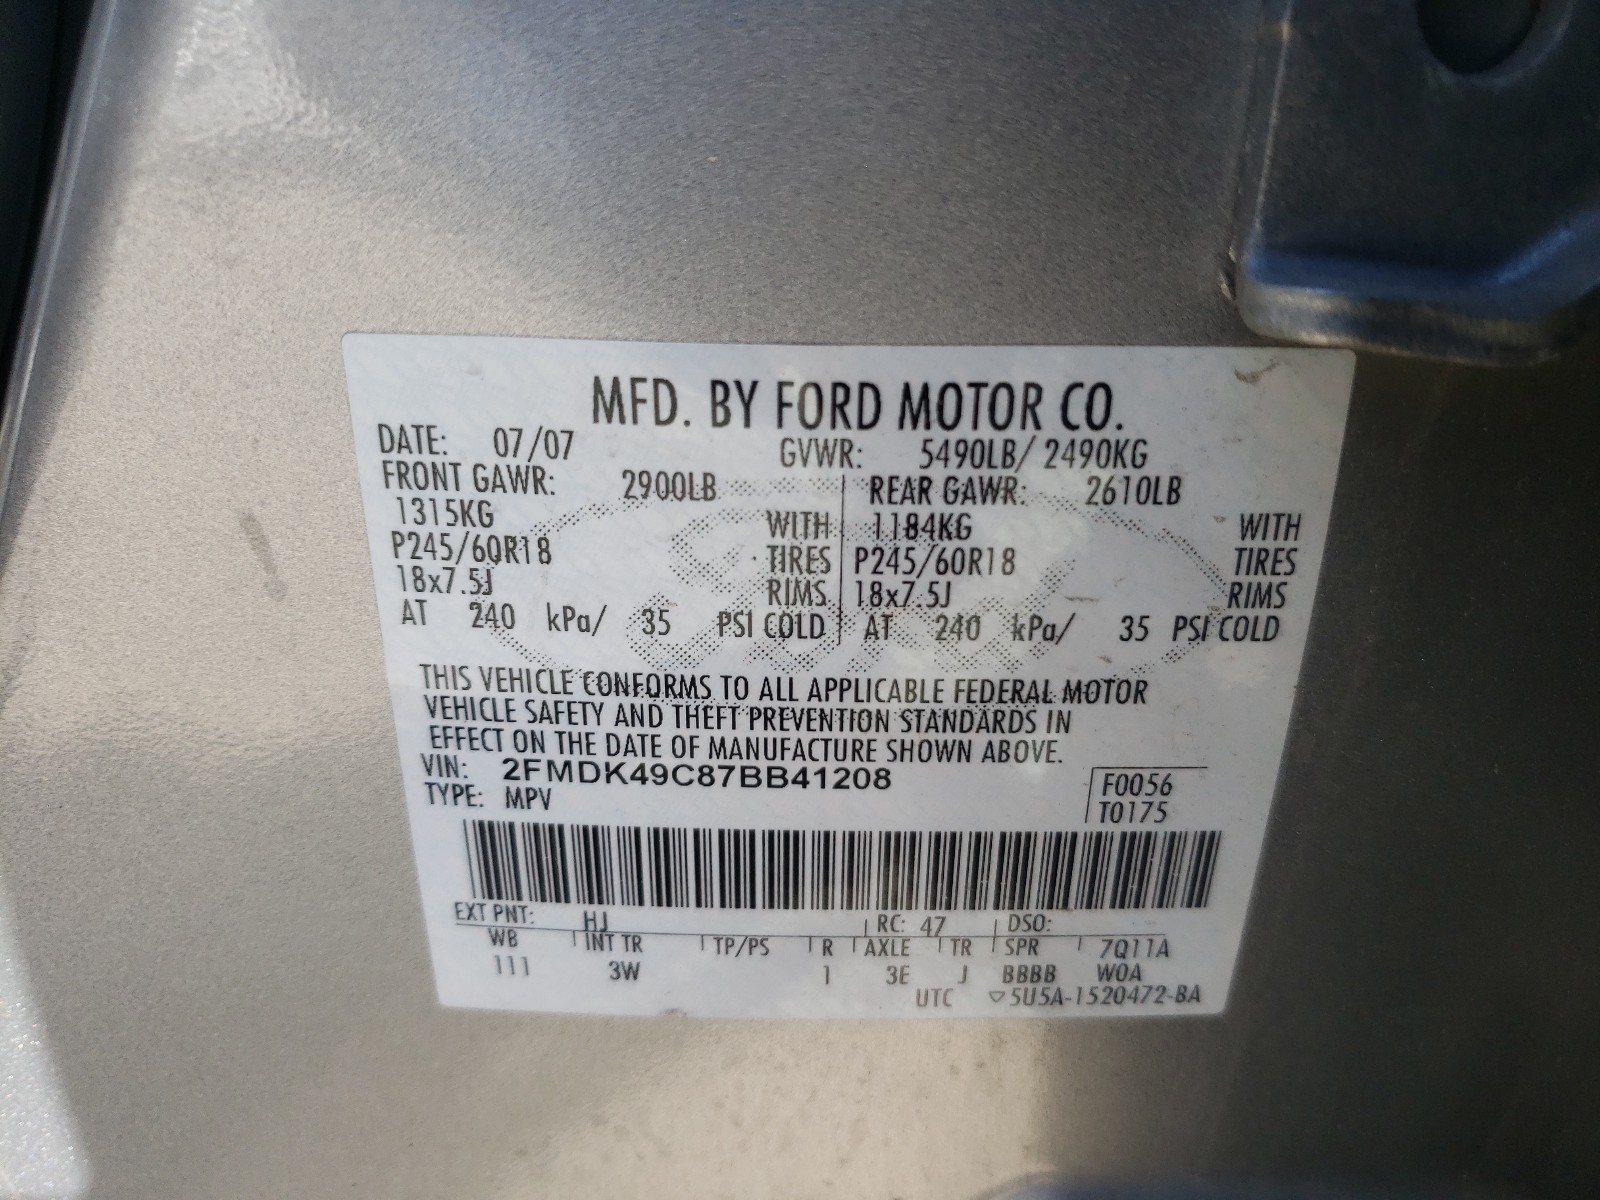 MFD. BY FORD MOTOR CO.
DATE: 07/07 GVWR: 5490LB/ 2490KG
FRONT GAWR: 2900LB REAR GAWR: 2610LB
1315KG WITH 1184KG WITH
P245/60R18 TIRES P245/60R18 TIRES
18x7.5J RIMS 18x7.5J RIMS
AT 240 kPa/ 35 PSI COLD AT 240 kPa/ 35 PSI COLD
THIS VEHICLE CONFORMS TO ALL APPLICABLE FEDERAL MOTOR
VEHICLE SAFETY AND THEFT PREVENTION STANDARDS IN
EFFECT ON THE DATE OF MANUFACTURE SHOWN ABOVE.
VIN: 2FMDK49C87BB41208
TYPE: MPV
F0056
T0175
EXT PNT: HJ RC: 47 DSO:
WB INT TR TP/PS R AXLE TR SPR 7Q11A
111 3W 1 3E J BBBB WOA
UTC ▽5U5A-1520472-BA